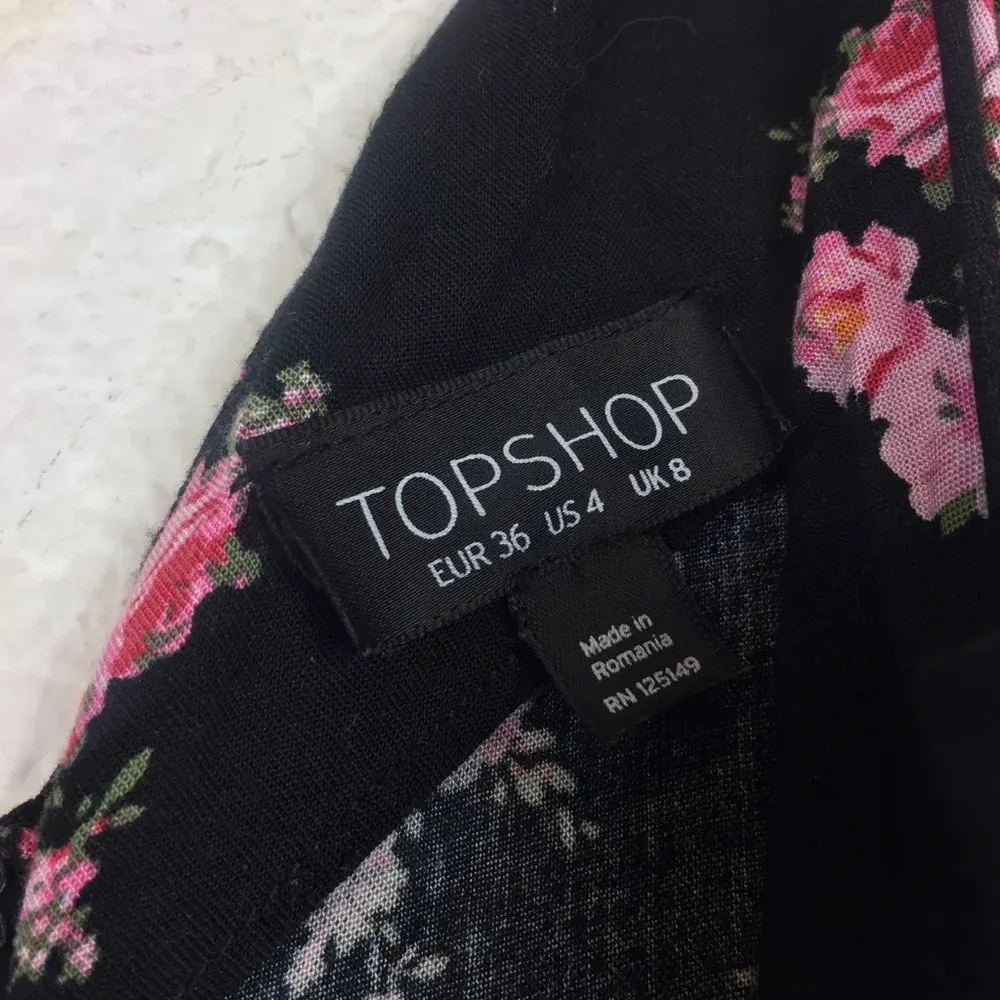 TOPSHOP
EUR 36 US 4 UK 8
Made in
Romania
RN 125149